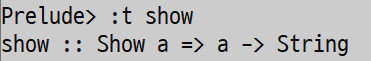 Prelude> :t show
show :: Show a => a -> String